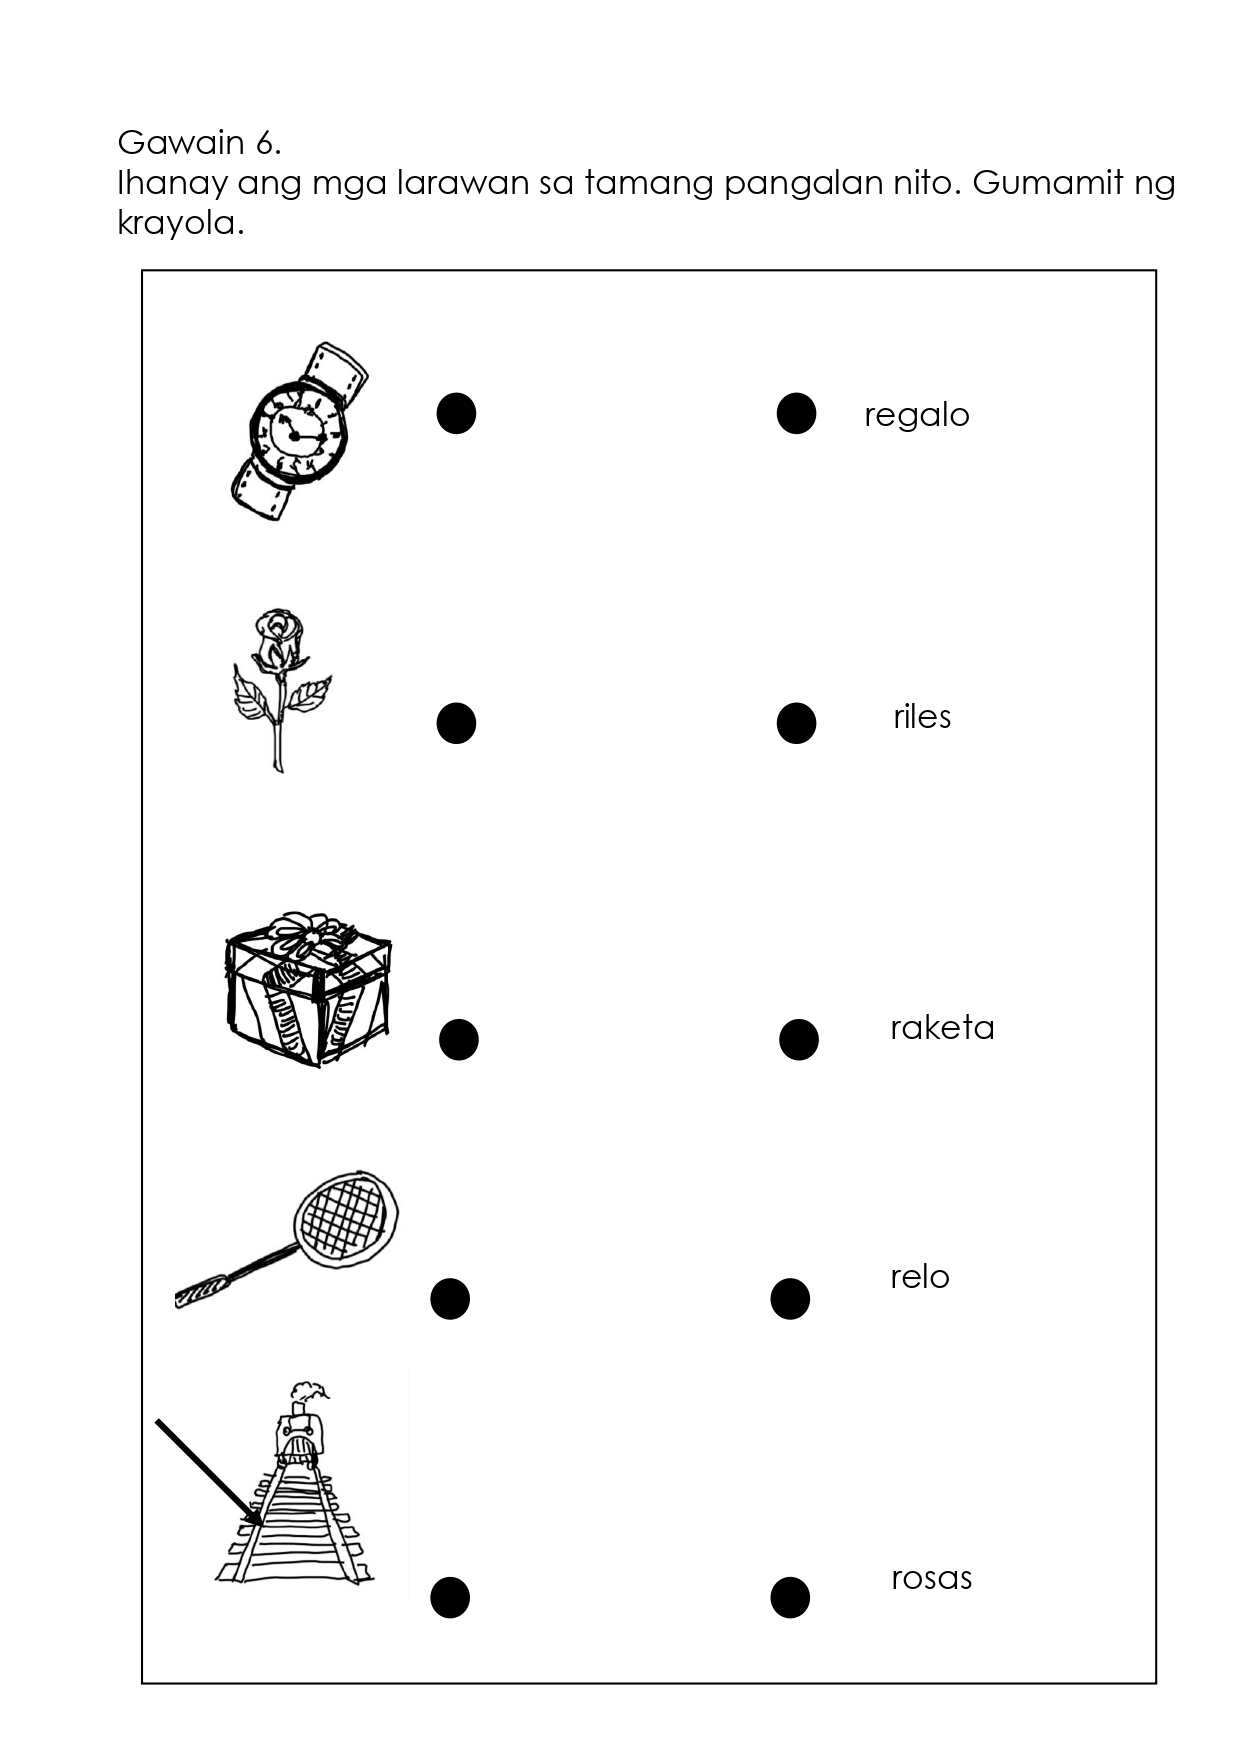 Gawain 6.
Ihanay ang mga larawan sa tamang pangalan nito. Gumamit ng
krayola.
regalo
riles
raketa
relo
rosas